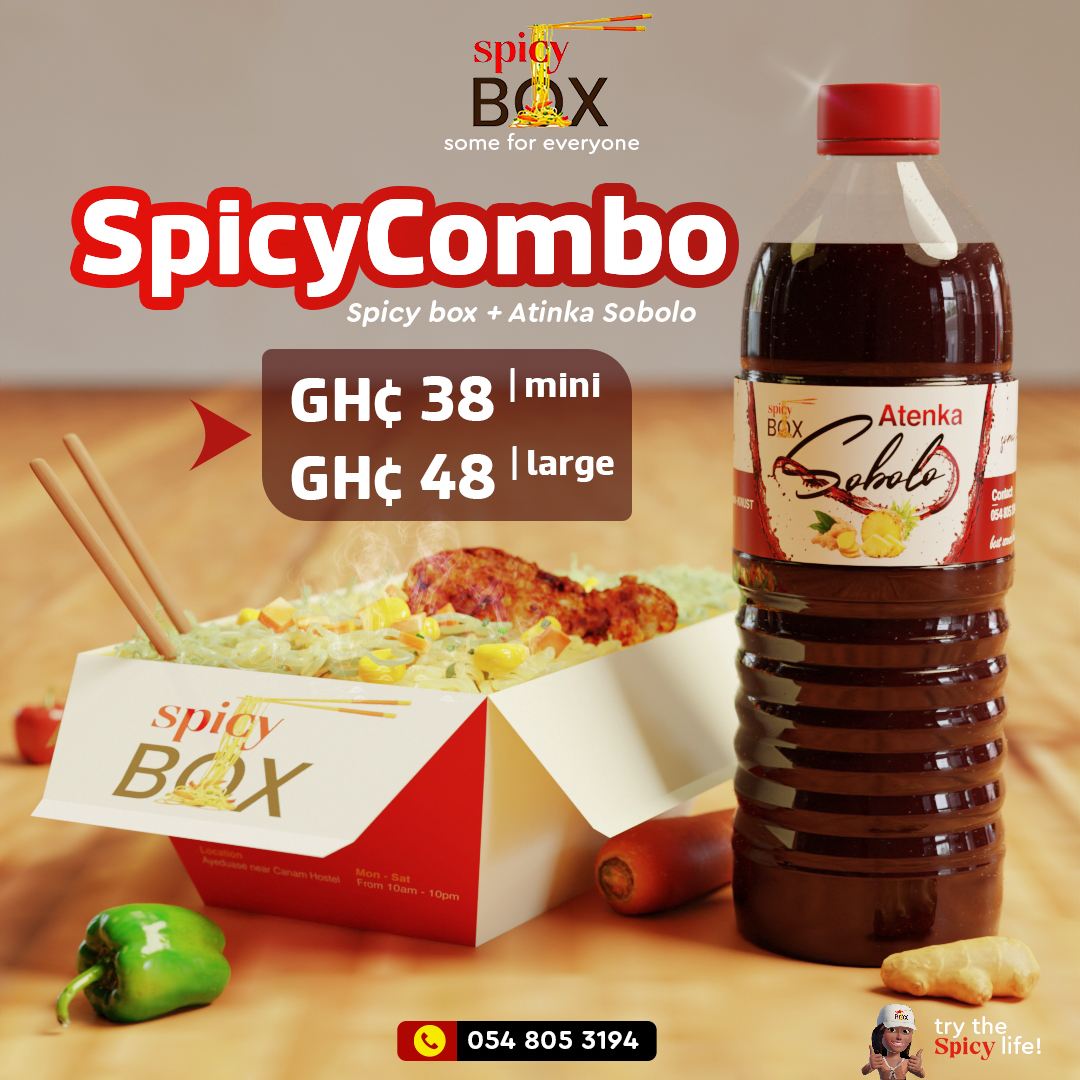 spicy
BOX
some for everyone
SpicyCombo
Spicy box + Atinka Sobolo
GH¢ 38 | mini
GH¢ 48 | large
spicy
BOX
Atenka
Sobolo
Contact
spicy
BOX
Location
Ayeduase near Canam Hostel
Mon - Sat
From 10am - 10pm
054 805 3194
BOX
try the
Spicy life!